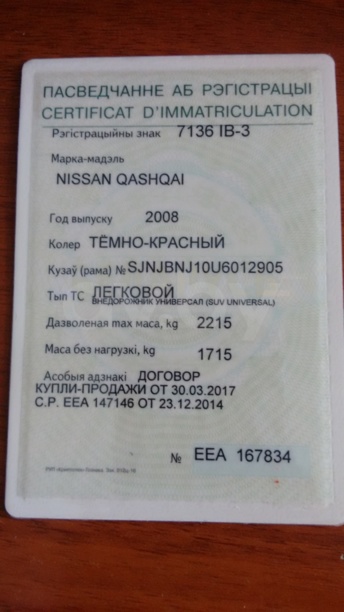 ПАСВЕДЧАННЕ АБ РЭГІСТРАЦЫІ
CERTIFICAT D'IMMATRICULATION
Рэгістрацыйны знак 7136 IB-3
Марка-мадэль
NISSAN QASHQAI
Год выпуску 2008
Колер ТЁМНО-КРАСНЫЙ
Кузаў (рама) № SJNJBNJ10U6012905
Тып ТС ЛЕГКОВОЙ
ВНЕДОРОЖНИК УНИВЕРСАЛ (SUV UNIVERSAL)
Дазволеная max маса, kg 2215
Маса без нагрузкі, kg 1715
Асобыя адзнакі ДОГОВОР
КУПЛИ-ПРОДАЖИ ОТ 30.03.2017
С.Р. ЕЕА 147146 ОТ 23.12.2014
№ ЕЕА 167834